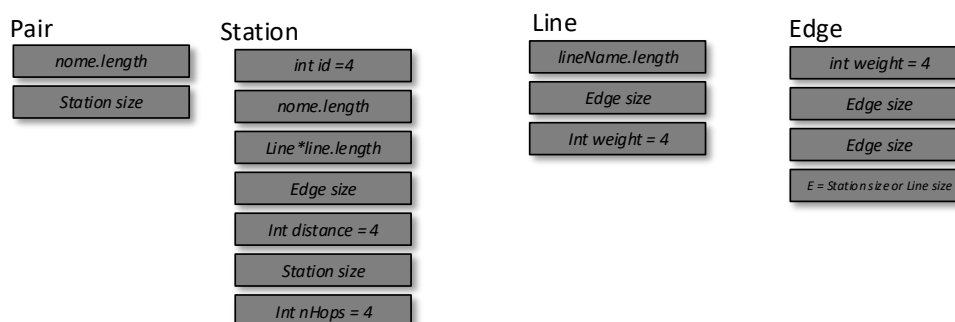 Pair
nome.length
Station size
Station
int id =4
nome.length
Line*line.length
Edge size
Int distance = 4
Station size
Int nHops = 4
Line
lineName.length
Edge size
Int weight = 4
Edge
int weight = 4
Edge size
Edge size
E = Station size or Line size